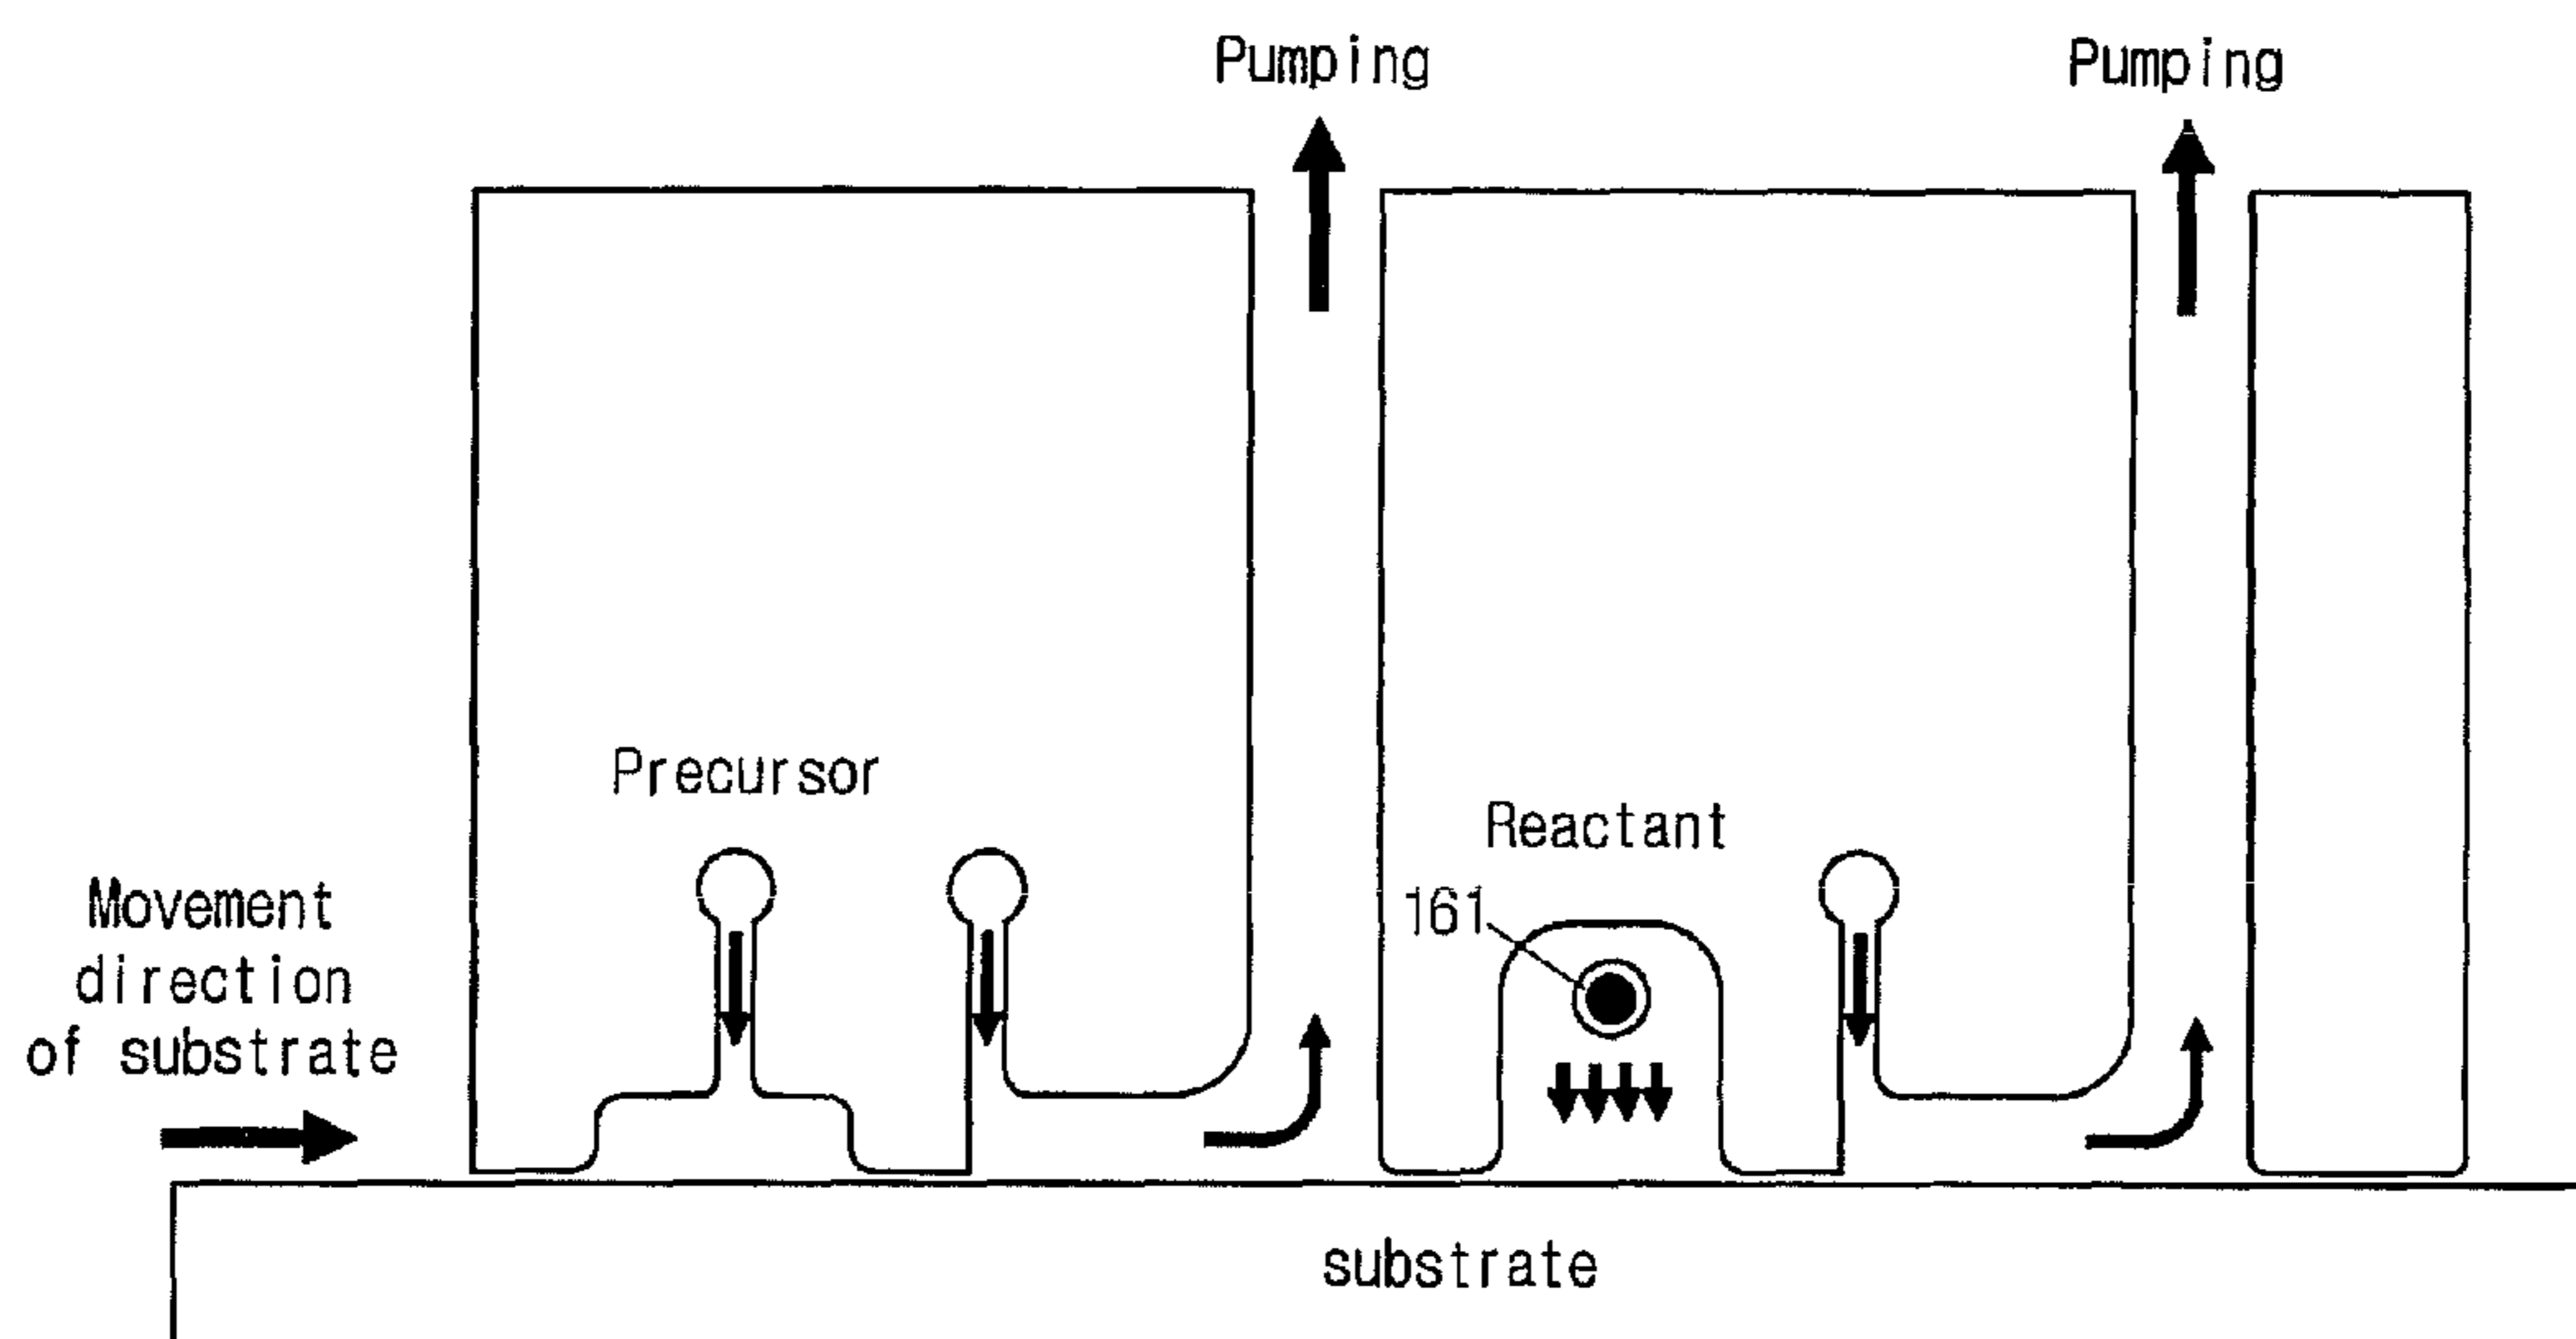 Pumping
Pumping
Precursor
Reactant
161
Movement
direction
of substrate
substrate